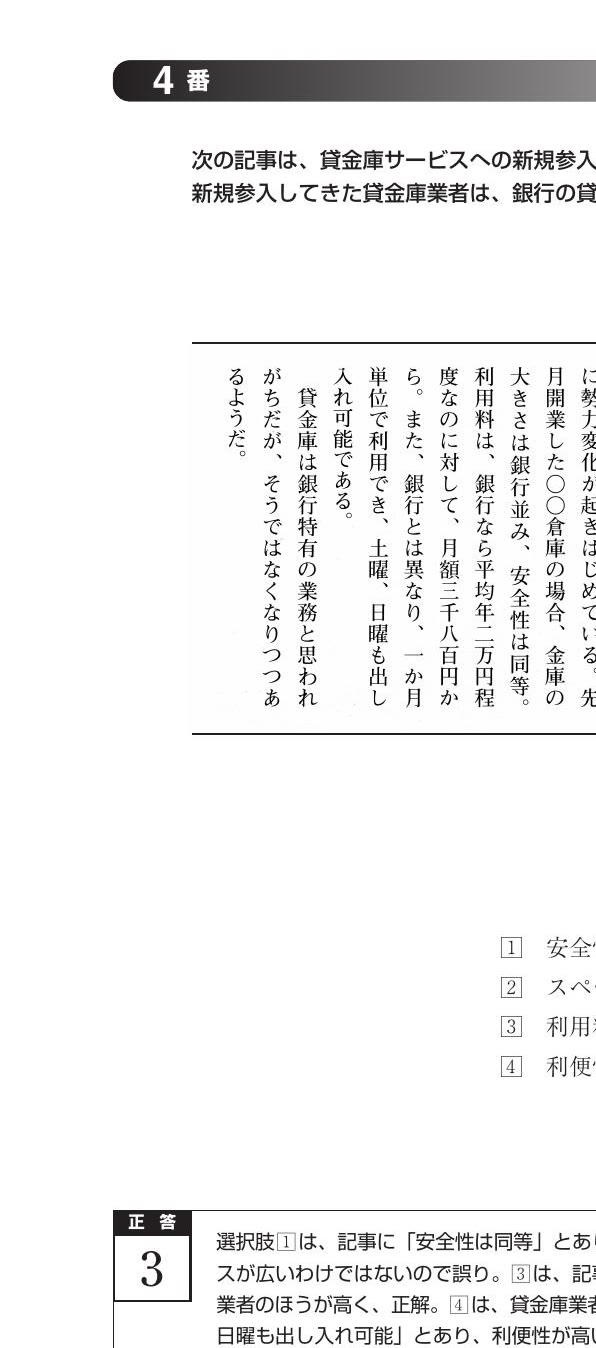 4 番
次の記事は、貸金庫サービスへの新規参入
新規参入してきた貸金庫業者は、銀行の貸
に勢力変化が起きはじめている。先
月開業した〇〇倉庫の場合、金庫の
大きさは銀行並み、安全性は同等。
利用料は、銀行なら平均年二万円程
度なのに対して、月額三千八百円か
ら。また、銀行とは異なり、一か月
単位で利用でき、土曜、日曜も出し
入れ可能である。
貸金庫は銀行特有の業務と思われ
がちだが、そうではなくなりつつあ
るようだ。
1 安全
2 スペ
3 利用
4 利便
正 答
3
選択肢1は、記事に「安全性は同等」とあ
スが広いわけではないので誤り。3は、記
業者のほうが高く、正解。4は、貸金庫業
日曜も出し入れ可能」とあり、利便性が高